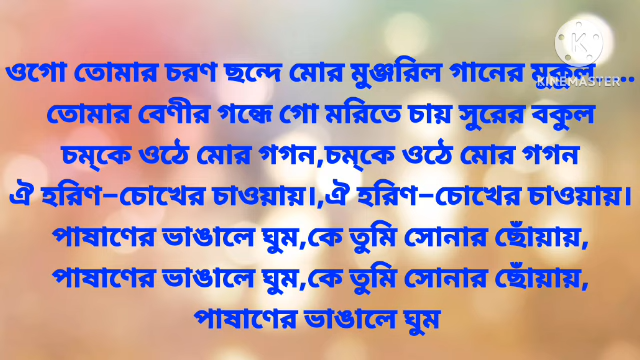 ওগো তোমার চরণ ছন্দে মোর মুঞ্জরিল গানের মুকুল....
KINEMASTER
তোমার বেণীর গন্ধে গো মরিতে চায় সুরের বকুল
চম্‌কে ওঠে মোর গগন,চম্‌কে ওঠে মোর গগন
ঐ হরিণ-চোখের চাওয়ায়।,ঐ হরিণ-চোখের চাওয়ায়।
পাষাণের ভাঙালে ঘুম,কে তুমি সোনার ছোঁয়ায়,
পাষাণের ভাঙালে ঘুম,কে তুমি সোনার ছোঁয়ায়,
পাষাণের ভাঙালে ঘুম